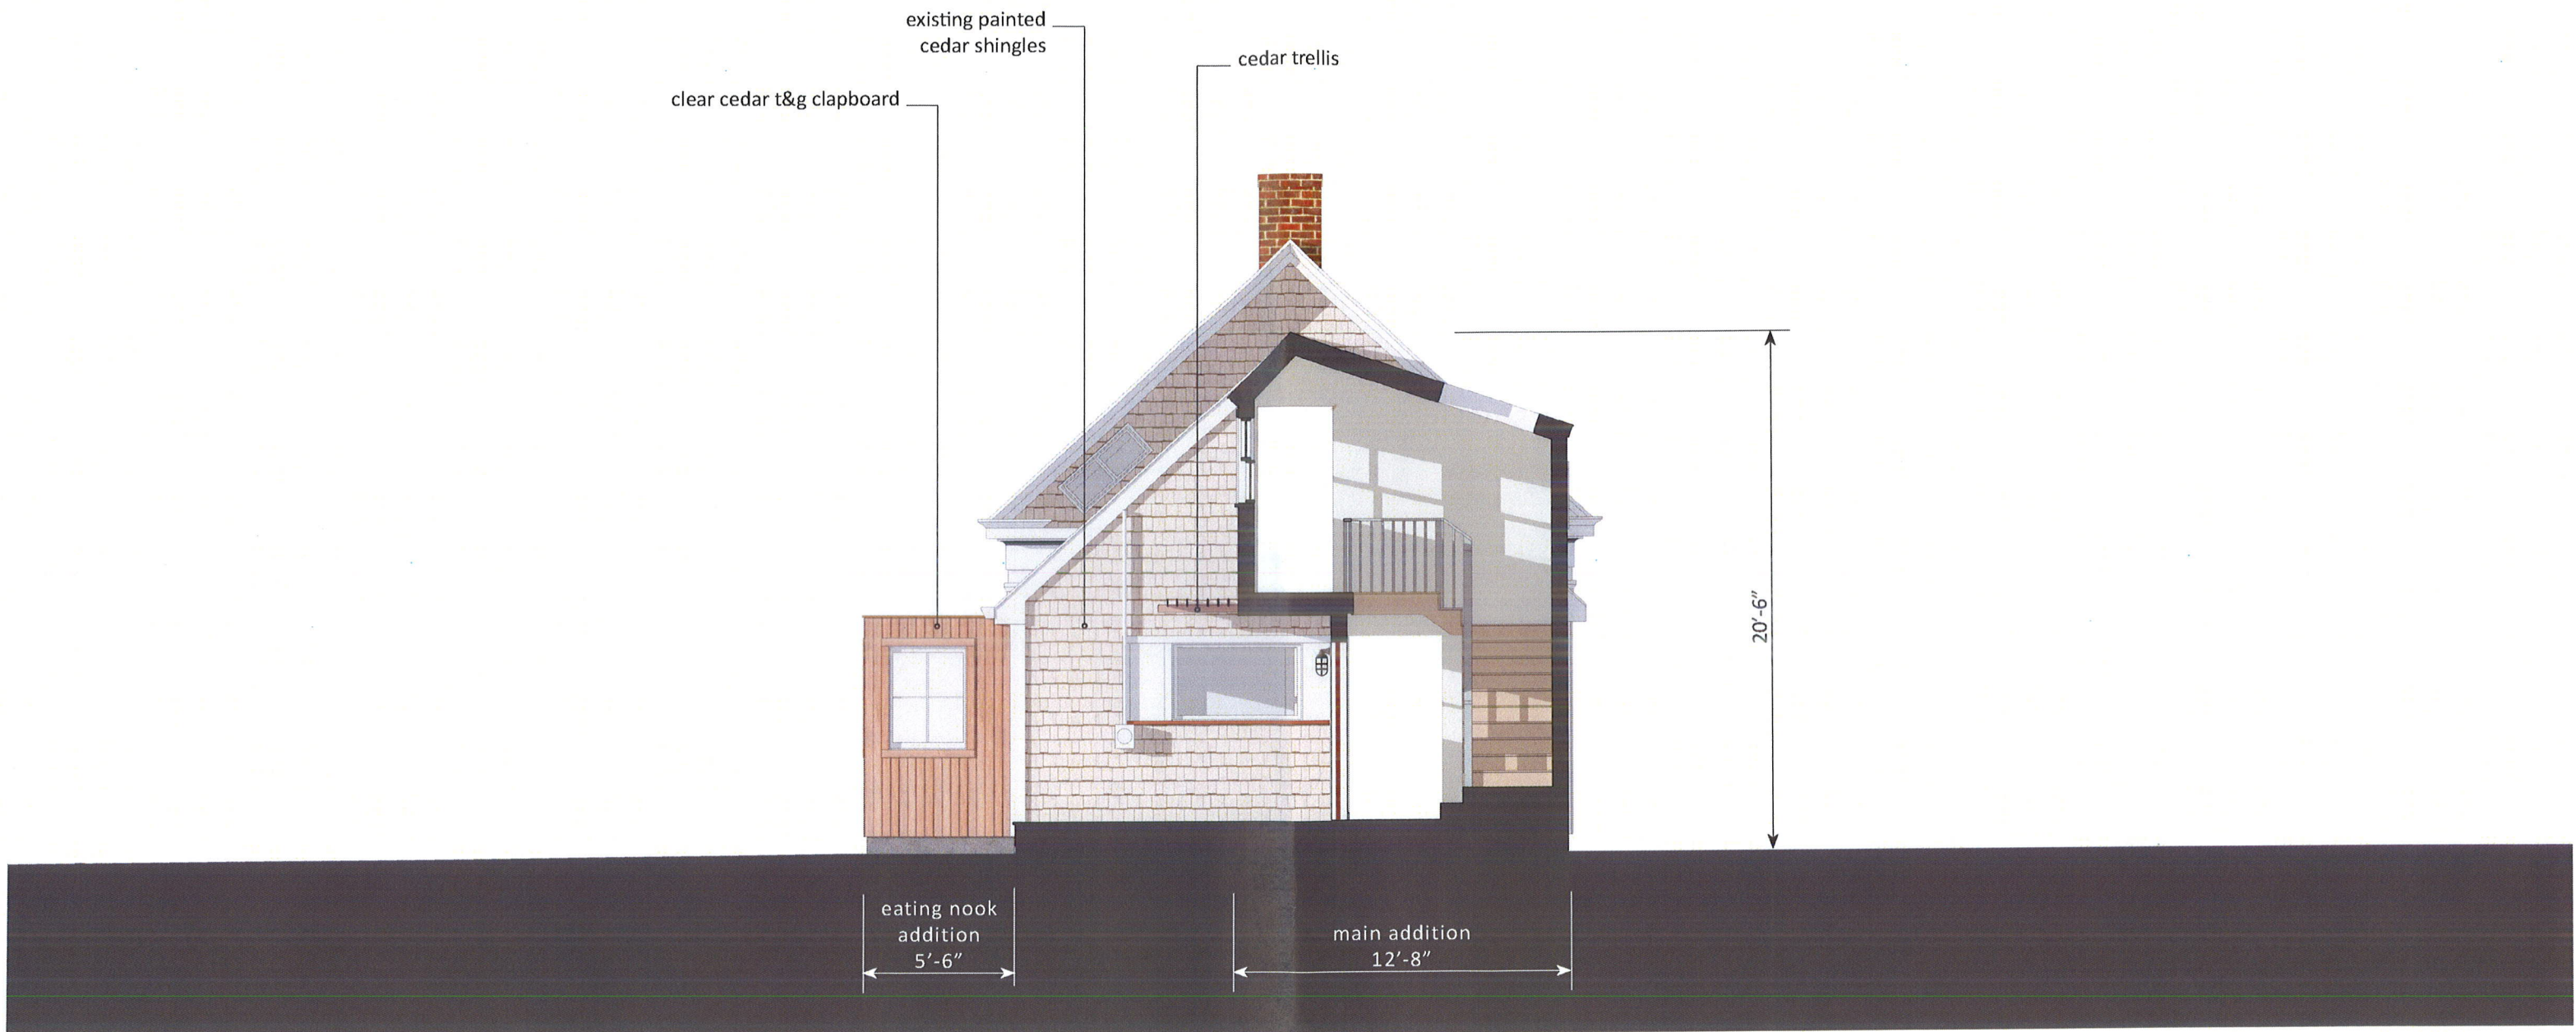 existing painted
cedar shingles
cedar trellis
clear cedar t&g clapboard
20′-6″
eating nook
addition
5′-6″
main addition
12′-8″